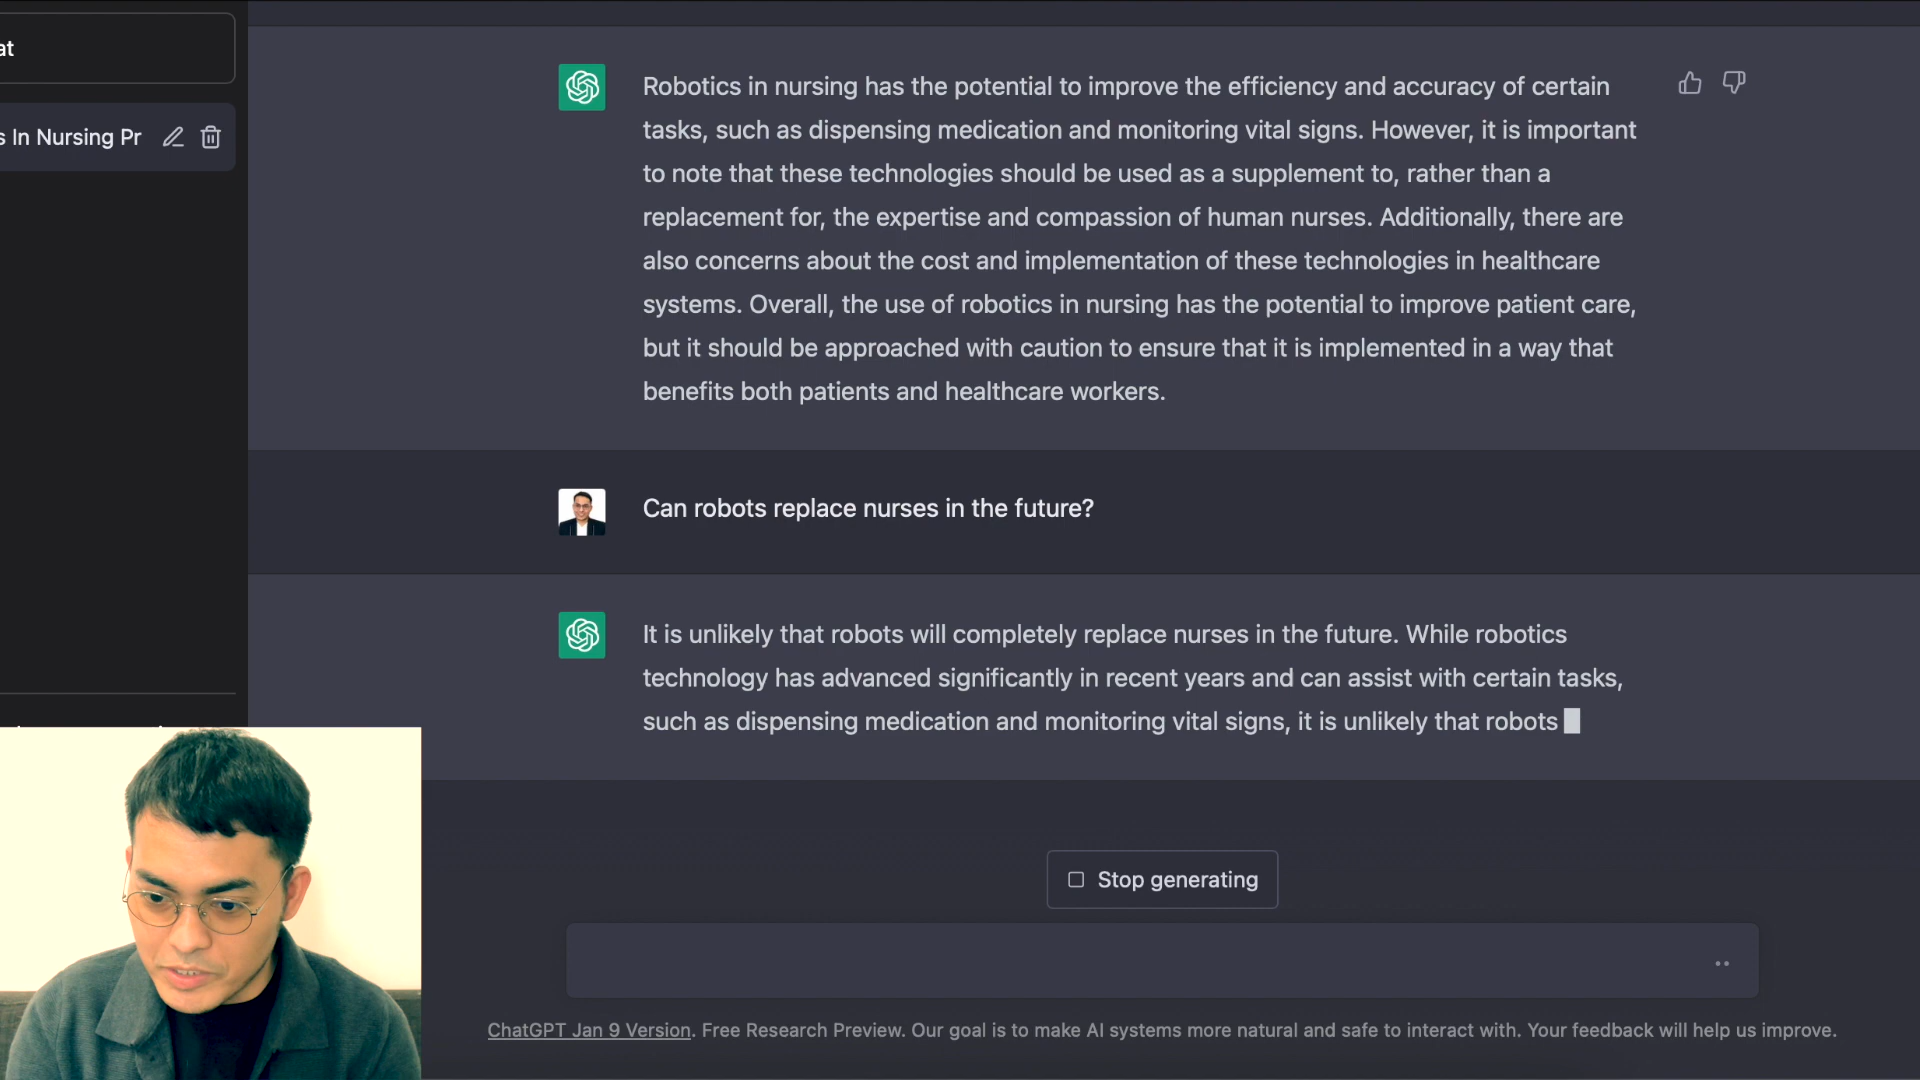 at
s In Nursing Pr
Robotics in nursing has the potential to improve the efficiency and accuracy of certain
tasks, such as dispensing medication and monitoring vital signs. However, it is important
to note that these technologies should be used as a supplement to, rather than a
replacement for, the expertise and compassion of human nurses. Additionally, there are
also concerns about the cost and implementation of these technologies in healthcare
systems. Overall, the use of robotics in nursing has the potential to improve patient care,
but it should be approached with caution to ensure that it is implemented in a way that
benefits both patients and healthcare workers.
Can robots replace nurses in the future?
It is unlikely that robots will completely replace nurses in the future. While robotics
technology has advanced significantly in recent years and can assist with certain tasks,
such as dispensing medication and monitoring vital signs, it is unlikely that robots
Stop generating
ChatGPT Jan 9 Version. Free Research Preview. Our goal is to make AI systems more natural and safe to interact with. Your feedback will help us improve.